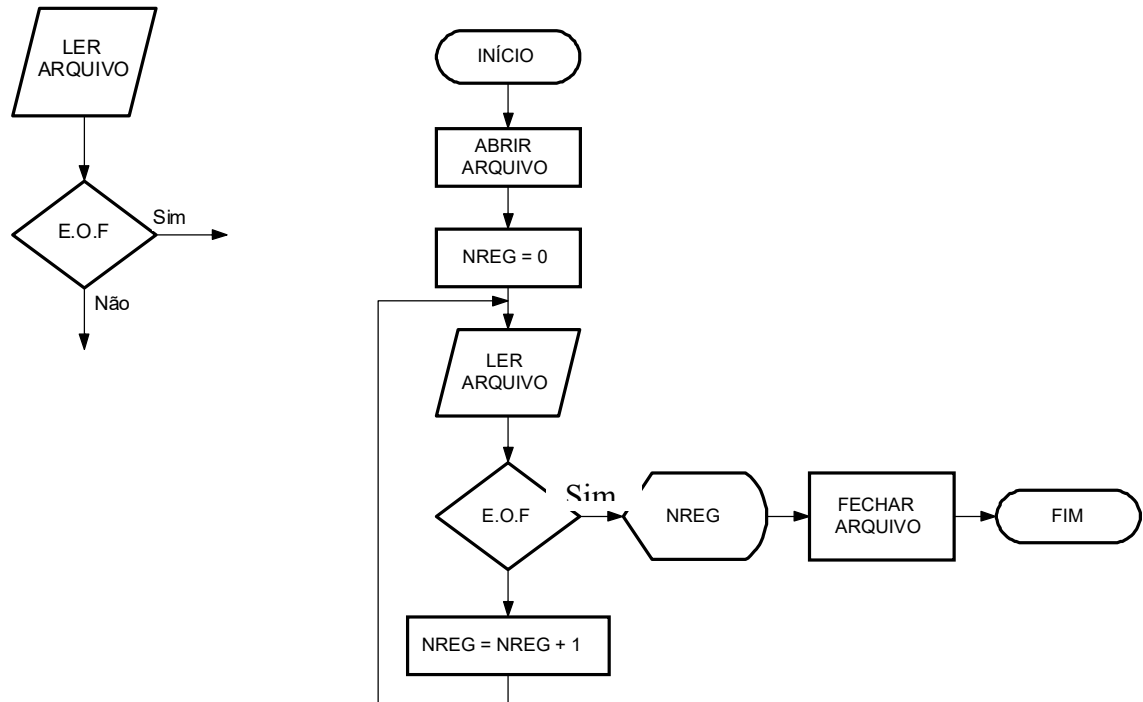 LER
ARQUIVO
E.O.F
Sim
Não
INÍCIO
ABRIR
ARQUIVO
NREG = 0
LER
ARQUIVO
E.O.F
Sim
NREG
FECHAR
ARQUIVO
FIM
NREG = NREG + 1